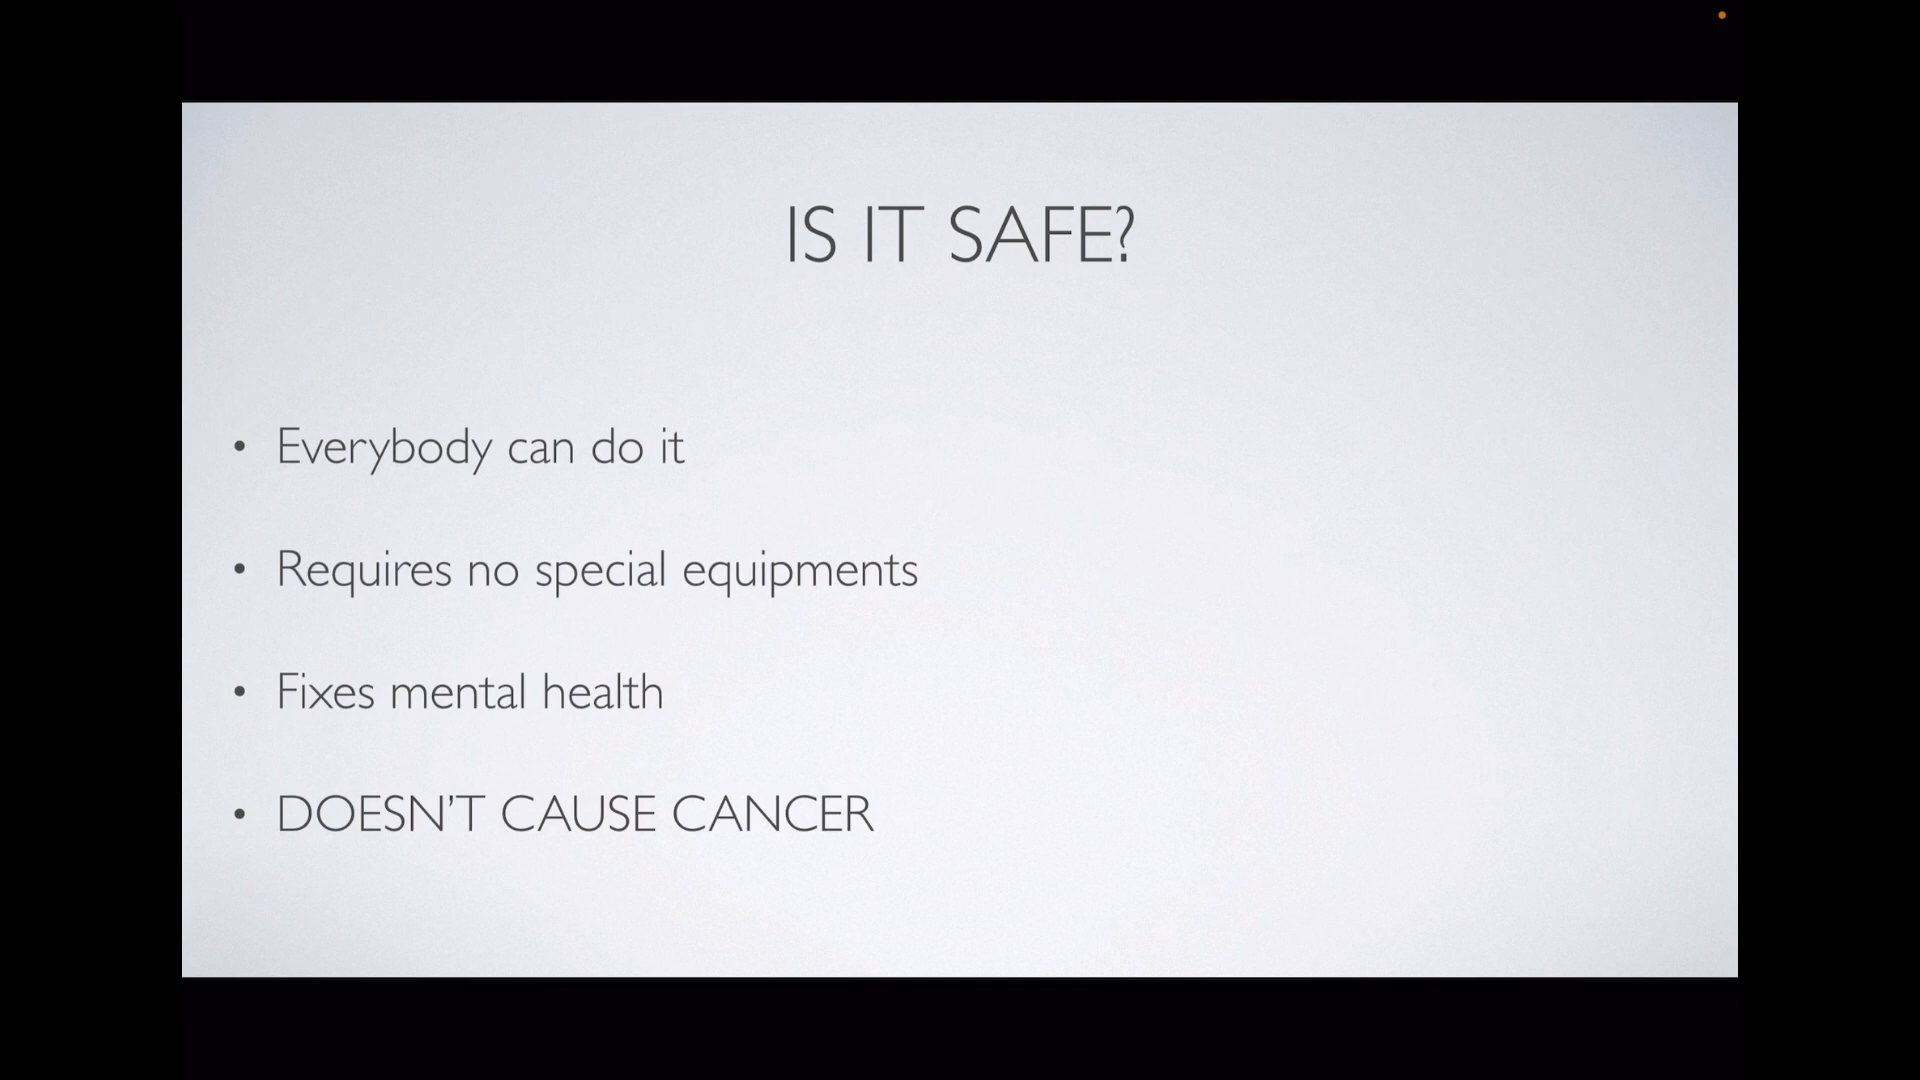 IS IT SAFE?
• Everybody can do it
• Requires no special equipments
• Fixes mental health
• DOESN’T CAUSE CANCER